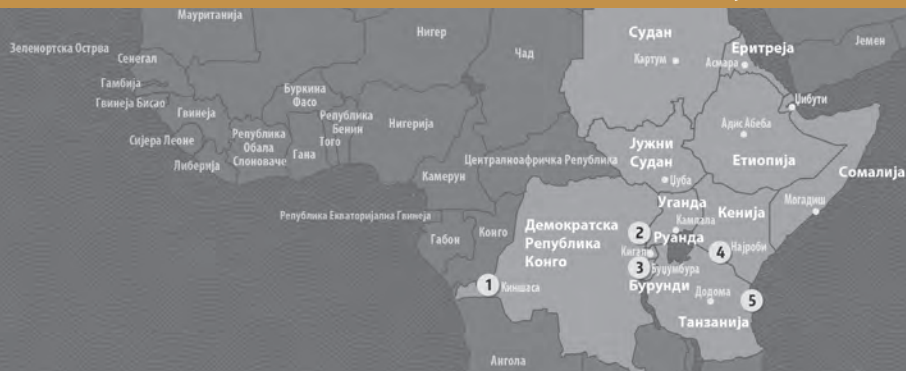 Мауританија
Нигер
Судан
Зеленортска Острва
Сенегал
Чад
Картум
Еритреја
Асмара
Јемен
Гамбија
Гвинеја Бисао
Буркина
Фасо
Гвинеја
Република
Бенин
Нигерија
Џибути
Адис Абеба
Сијера Леоне
Република
Обала
Слоноваче
Того
Гана
Либерија
Јужни
Судан
Етиопија
Централноафричка Република
Сомалија
Камерун
Џуба
Уганда
Кенија
Могадиш
Република Екваторијална Гвинеја
Габон
Конго
Демократска
Република
Конго
Кампала
2
Руанда
Кигали
4
Најроби
3
Буџумбура
Бурунди
1
Киншаса
Додома
5
Танзанија
Ангола